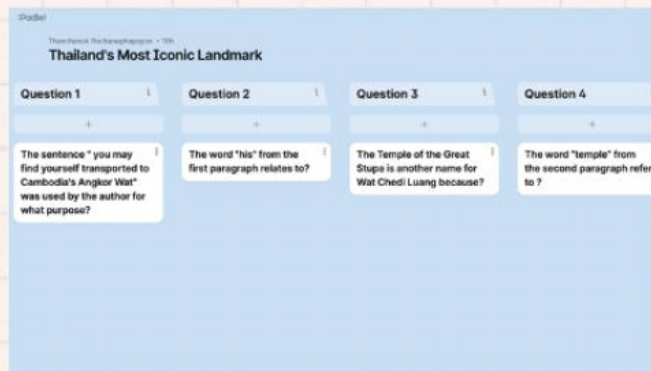 :Padlet
Thailand's Most Iconic Landmark
Question 1
Question 2
Question 3
Question 4
The sentence " you may
find yourself transported to
Cambodia's Angkor Wat"
was used by the author for
what purpose?
The word "his" from the
first paragraph relates to?
The Temple of the Great
Stupa is another name for
Wat Chedi Luang because?
The word "temple" from
the second paragraph refer
to ?